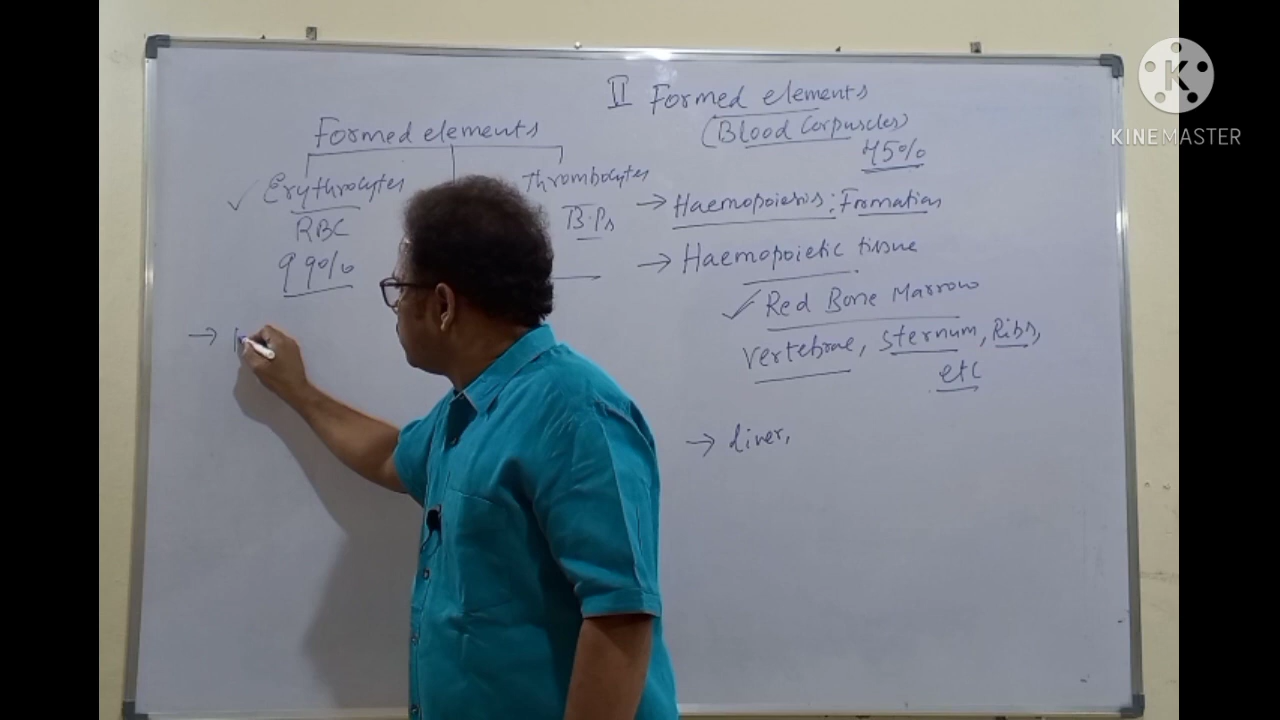 II Formed elements
(Blood Corpuscles)
45%
Formed elements
Erythrocytes
RBC
99%
Thrombocytes
B.Ps
→ Haemopoiesis : Formation
→ Haemopoietic tissue
✓ Red Bone Marrow
Vertebrae, Sternum, Ribs,
etc
→ liver,
K
KINEMASTER